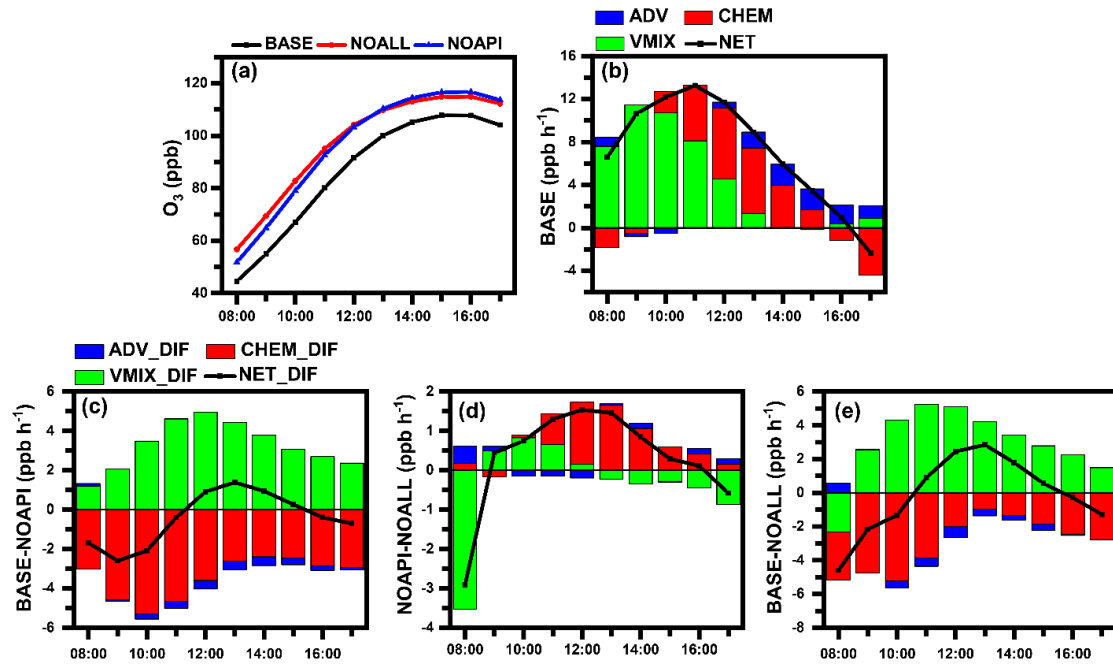 BASE NOALL NOAPI
(a)
O3 (ppb)
120
100
80
60
40
08:00 10:00 12:00 14:00 16:00
ADV CHEM
VMIX NET
(b)
BASE (ppb h-1)
16
12
8
4
0
-4
08:00 10:00 12:00 14:00 16:00
ADV_DIF CHEM_DIF
VMIX_DIF NET_DIF
(c)
BASE-NOAPI (ppb h-1)
6
4
2
0
-2
-4
-6
08:00 10:00 12:00 14:00 16:00
(d)
NOAPI-NOALL (ppb h-1)
2
1
0
-1
-2
-3
-4
08:00 10:00 12:00 14:00 16:00
(e)
BASE-NOALL (ppb h-1)
6
4
2
0
-2
-4
-6
-8
08:00 10:00 12:00 14:00 16:00